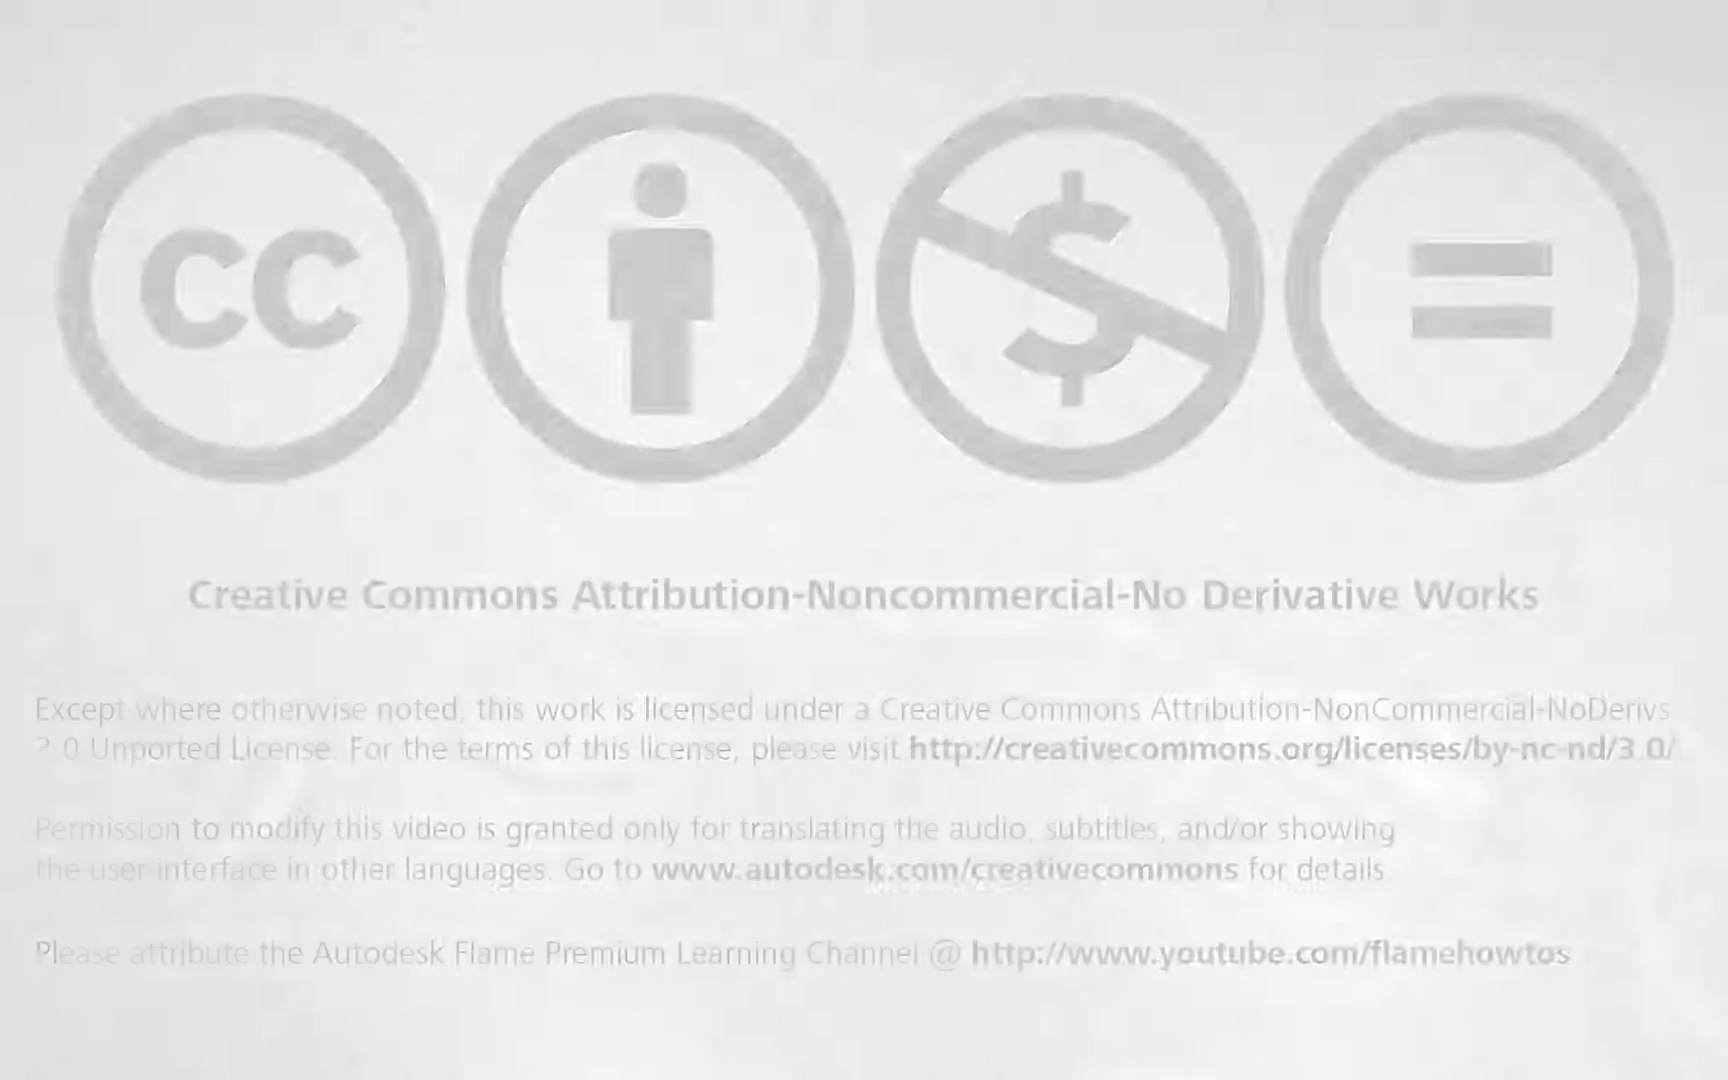 cc
$
=
Creative Commons Attribution-Noncommercial-No Derivative Works
Except where otherwise noted, this work is licensed under a Creative Commons Attribution-NonCommercial-NoDerivs
3.0 Unported License. For the terms of this license, please visit http://creativecommons.org/licenses/by-nc-nd/3.0/
Permission to modify this video is granted only for translating the audio, subtitles, and/or showing
the user interface in other languages. Go to www.autodesk.com/creativecommons for details
Please attribute the Autodesk Flame Premium Learning Channel @ http://www.youtube.com/flamehowtos